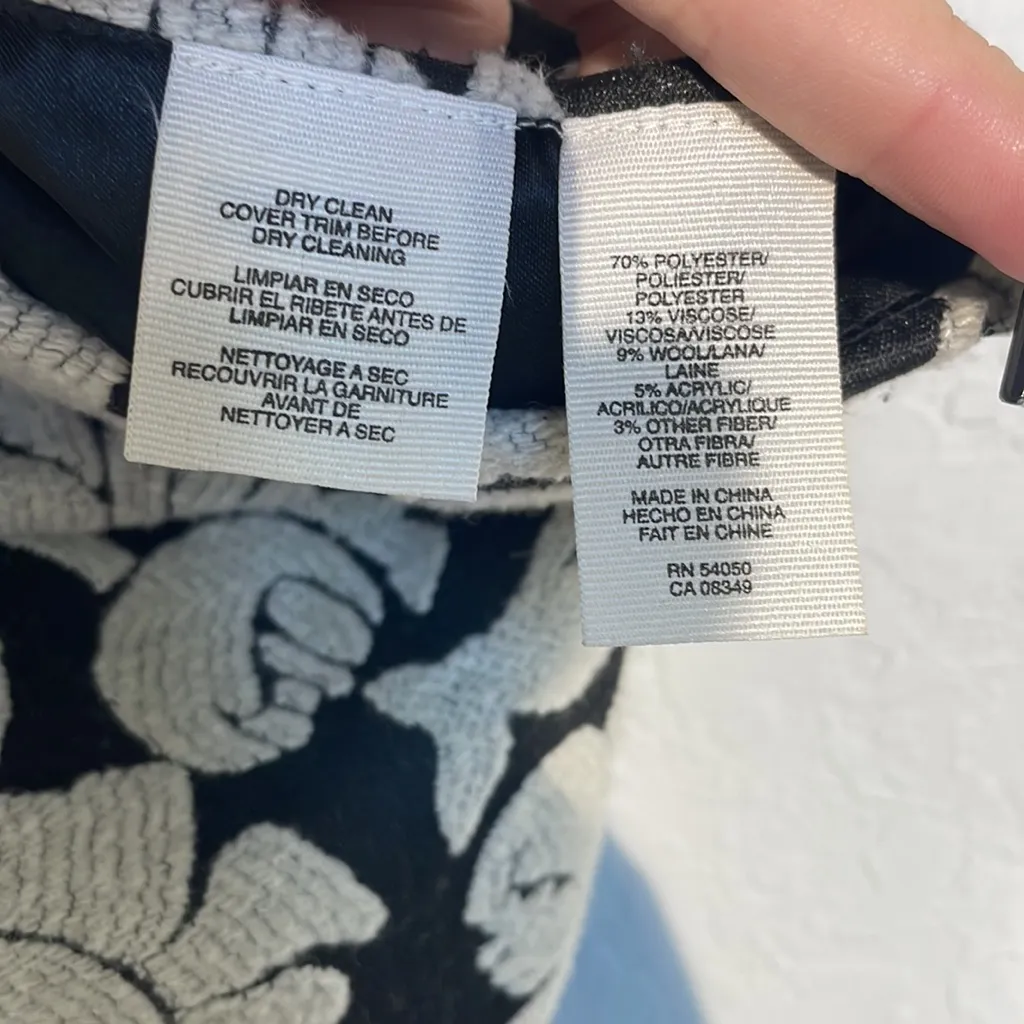 DRY CLEAN
COVER TRIM BEFORE
DRY CLEANING
LIMPIAR EN SECO
CUBRIR EL RIBETE ANTES DE
LIMPIAR EN SECO
NETTOYAGE A SEC
RECOUVRIR LA GARNITURE
AVANT DE
NETTOYER A SEC
70% POLYESTER/
POLIESTER/
POLYESTER
13% VISCOSE/
VISCOSA/VISCOSE
9% WOOL/LANA/
LAINE
5% ACRYLIC/
ACRILICO/ACRYLIQUE
3% OTHER FIBER/
OTRA FIBRA/
AUTRE FIBRE
MADE IN CHINA
HECHO EN CHINA
FAIT EN CHINE
RN 54050
CA 08349